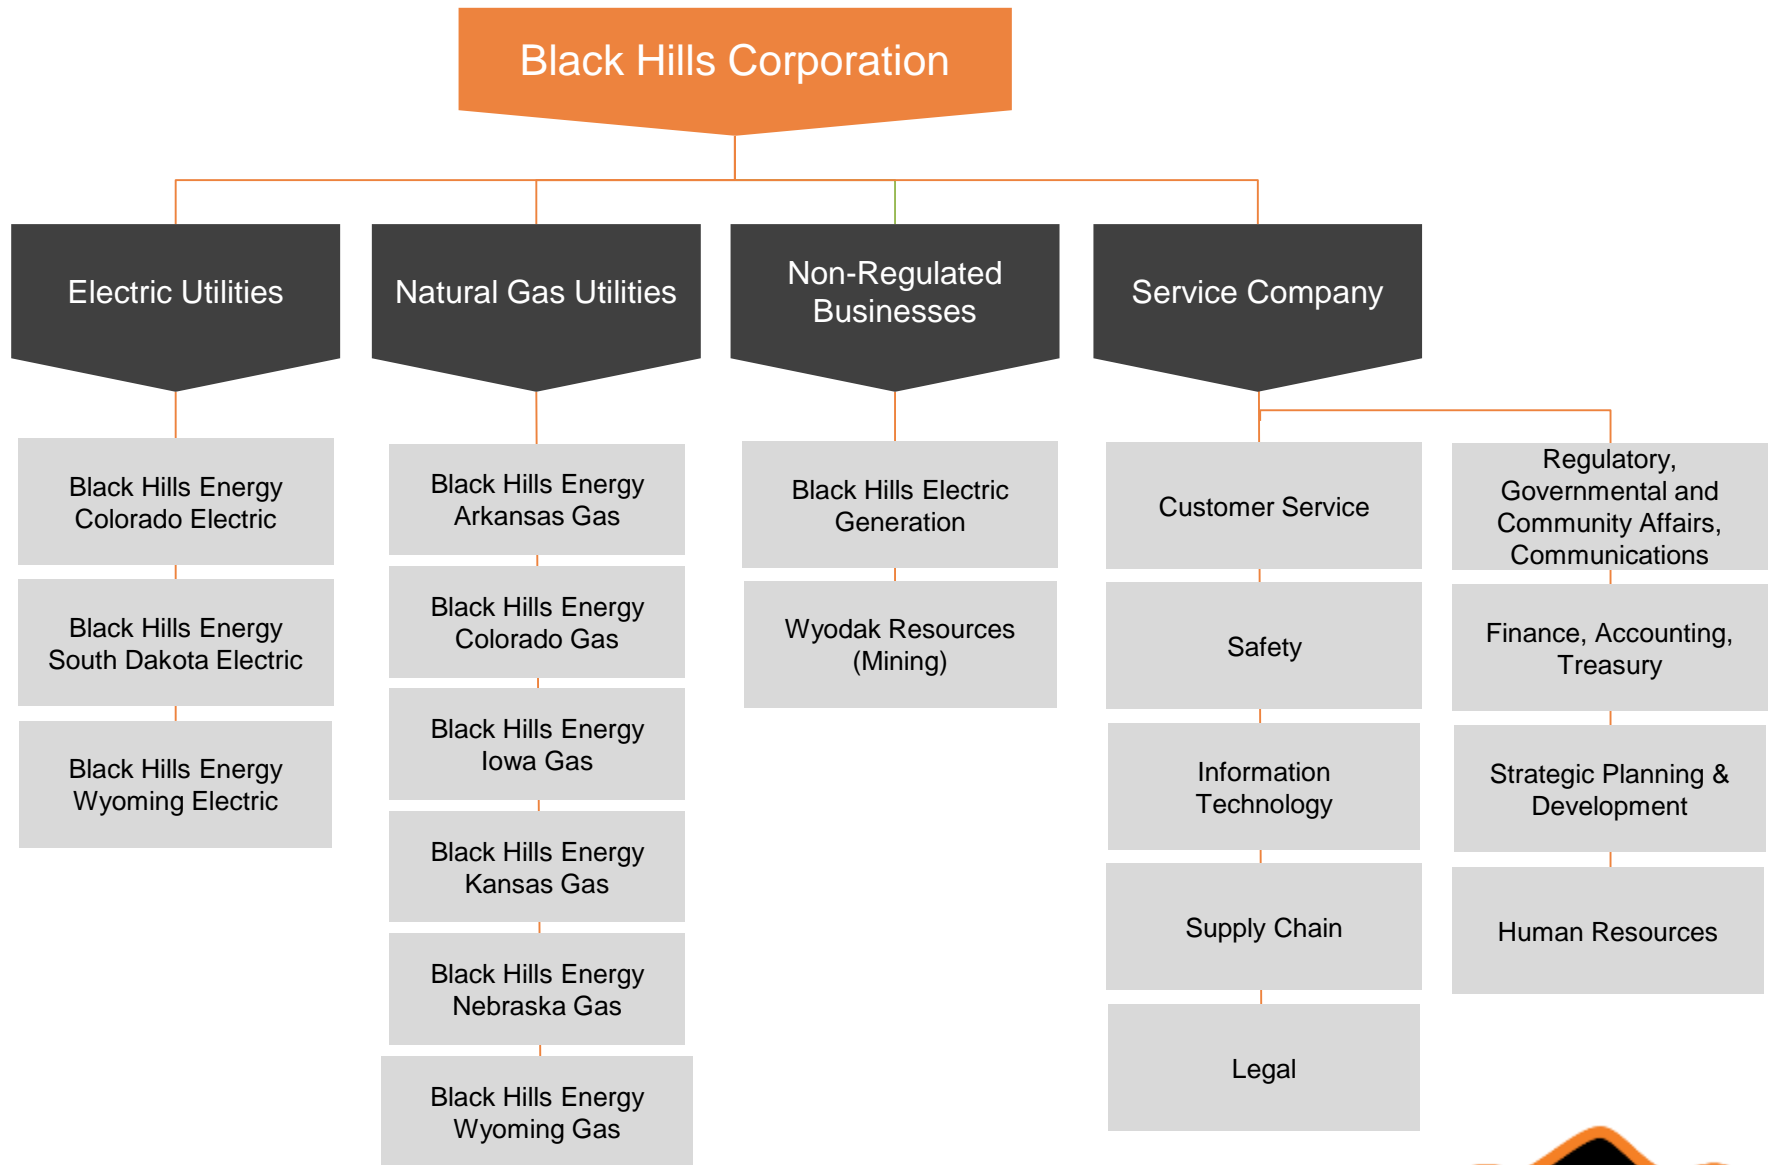 Black Hills Corporation
Electric Utilities
Natural Gas Utilities
Non-Regulated
Businesses
Service Company
Black Hills Energy
Colorado Electric
Black Hills Energy
South Dakota Electric
Black Hills Energy
Wyoming Electric
Black Hills Energy
Arkansas Gas
Black Hills Energy
Colorado Gas
Black Hills Energy
Iowa Gas
Black Hills Energy
Kansas Gas
Black Hills Energy
Nebraska Gas
Black Hills Energy
Wyoming Gas
Black Hills Electric
Generation
Wyodak Resources
(Mining)
Customer Service
Safety
Information
Technology
Supply Chain
Legal
Regulatory,
Governmental and
Community Affairs,
Communications
Finance, Accounting,
Treasury
Strategic Planning &
Development
Human Resources